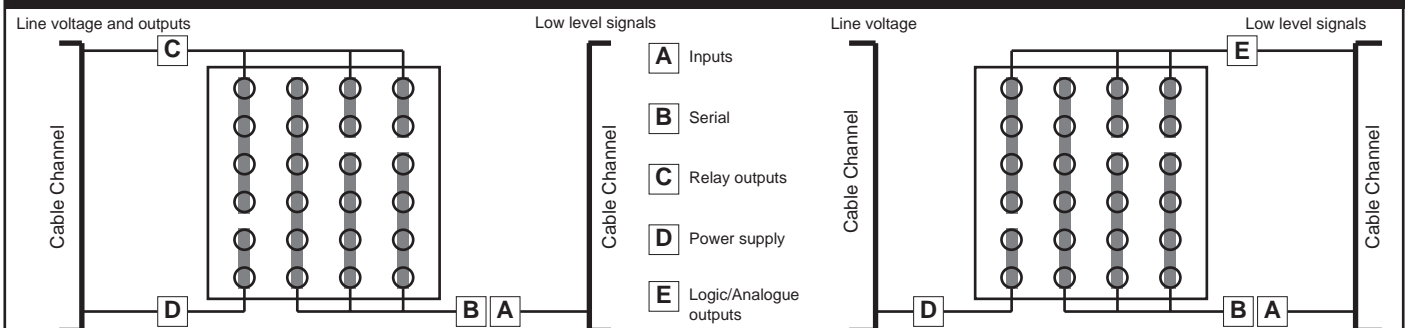 Line voltage and outputs
Low level signals
C
Cable Channel
Cable Channel
D
B A
A Inputs
B Serial
C Relay outputs
D Power supply
E Logic/Analogue
outputs
Line voltage
Low level signals
E
Cable Channel
Cable Channel
D
B A